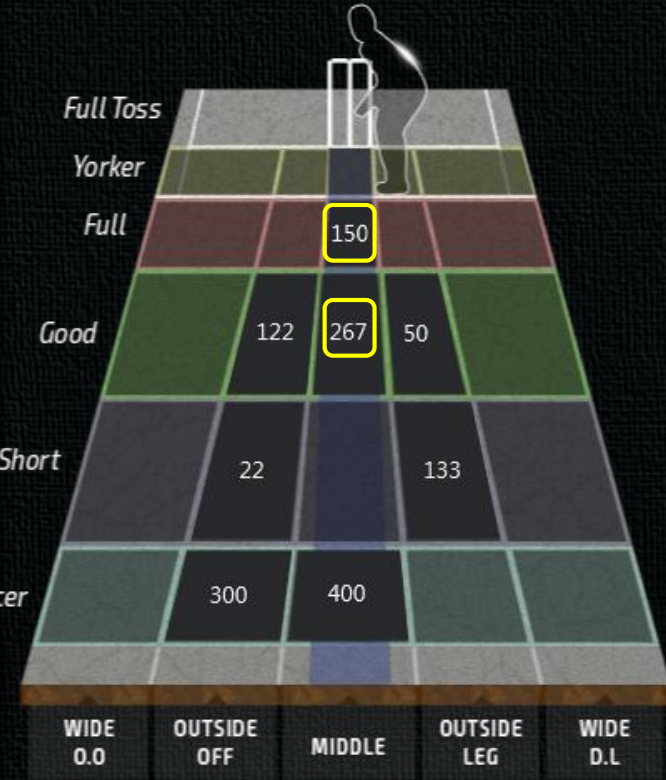 Full Toss
Yorker
Full
150
Good
122
267
50
Short
22
133
300
400
WIDE
O.O
OUTSIDE
OFF
MIDDLE
OUTSIDE
LEG
WIDE
D.L